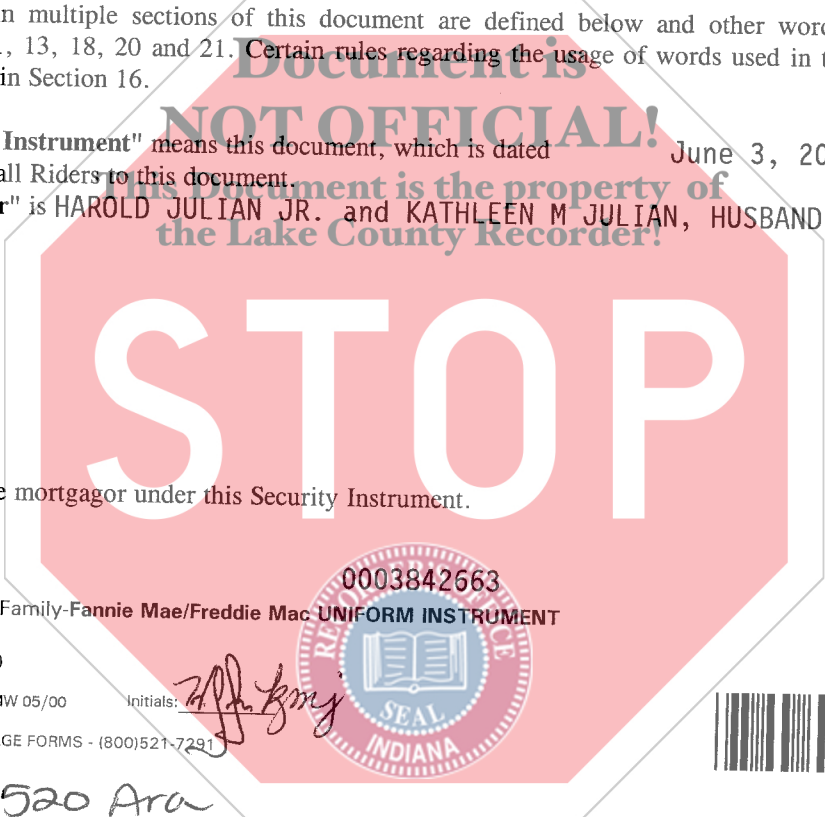 n multiple sections of this document are defined below and other word
, 13, 18, 20 and 21. Certain rules regarding the usage of words used in t
in Section 16.
Document is
NOT OFFICIAL!
Instrument" means this document, which is dated June 3, 20
all Riders to this document.
This Document is the property of
r" is HAROLD JULIAN JR. and KATHLEEN M JULIAN, HUSBAND
the Lake County Recorder!
STOP
e mortgagor under this Security Instrument.
0003842663
Family-Fannie Mae/Freddie Mac UNIFORM INSTRUMENT
RECORDER'S OFFICE
W 05/00 Initials:
GE FORMS - (800)521-7291
SEAL
INDIANA
520 Ara